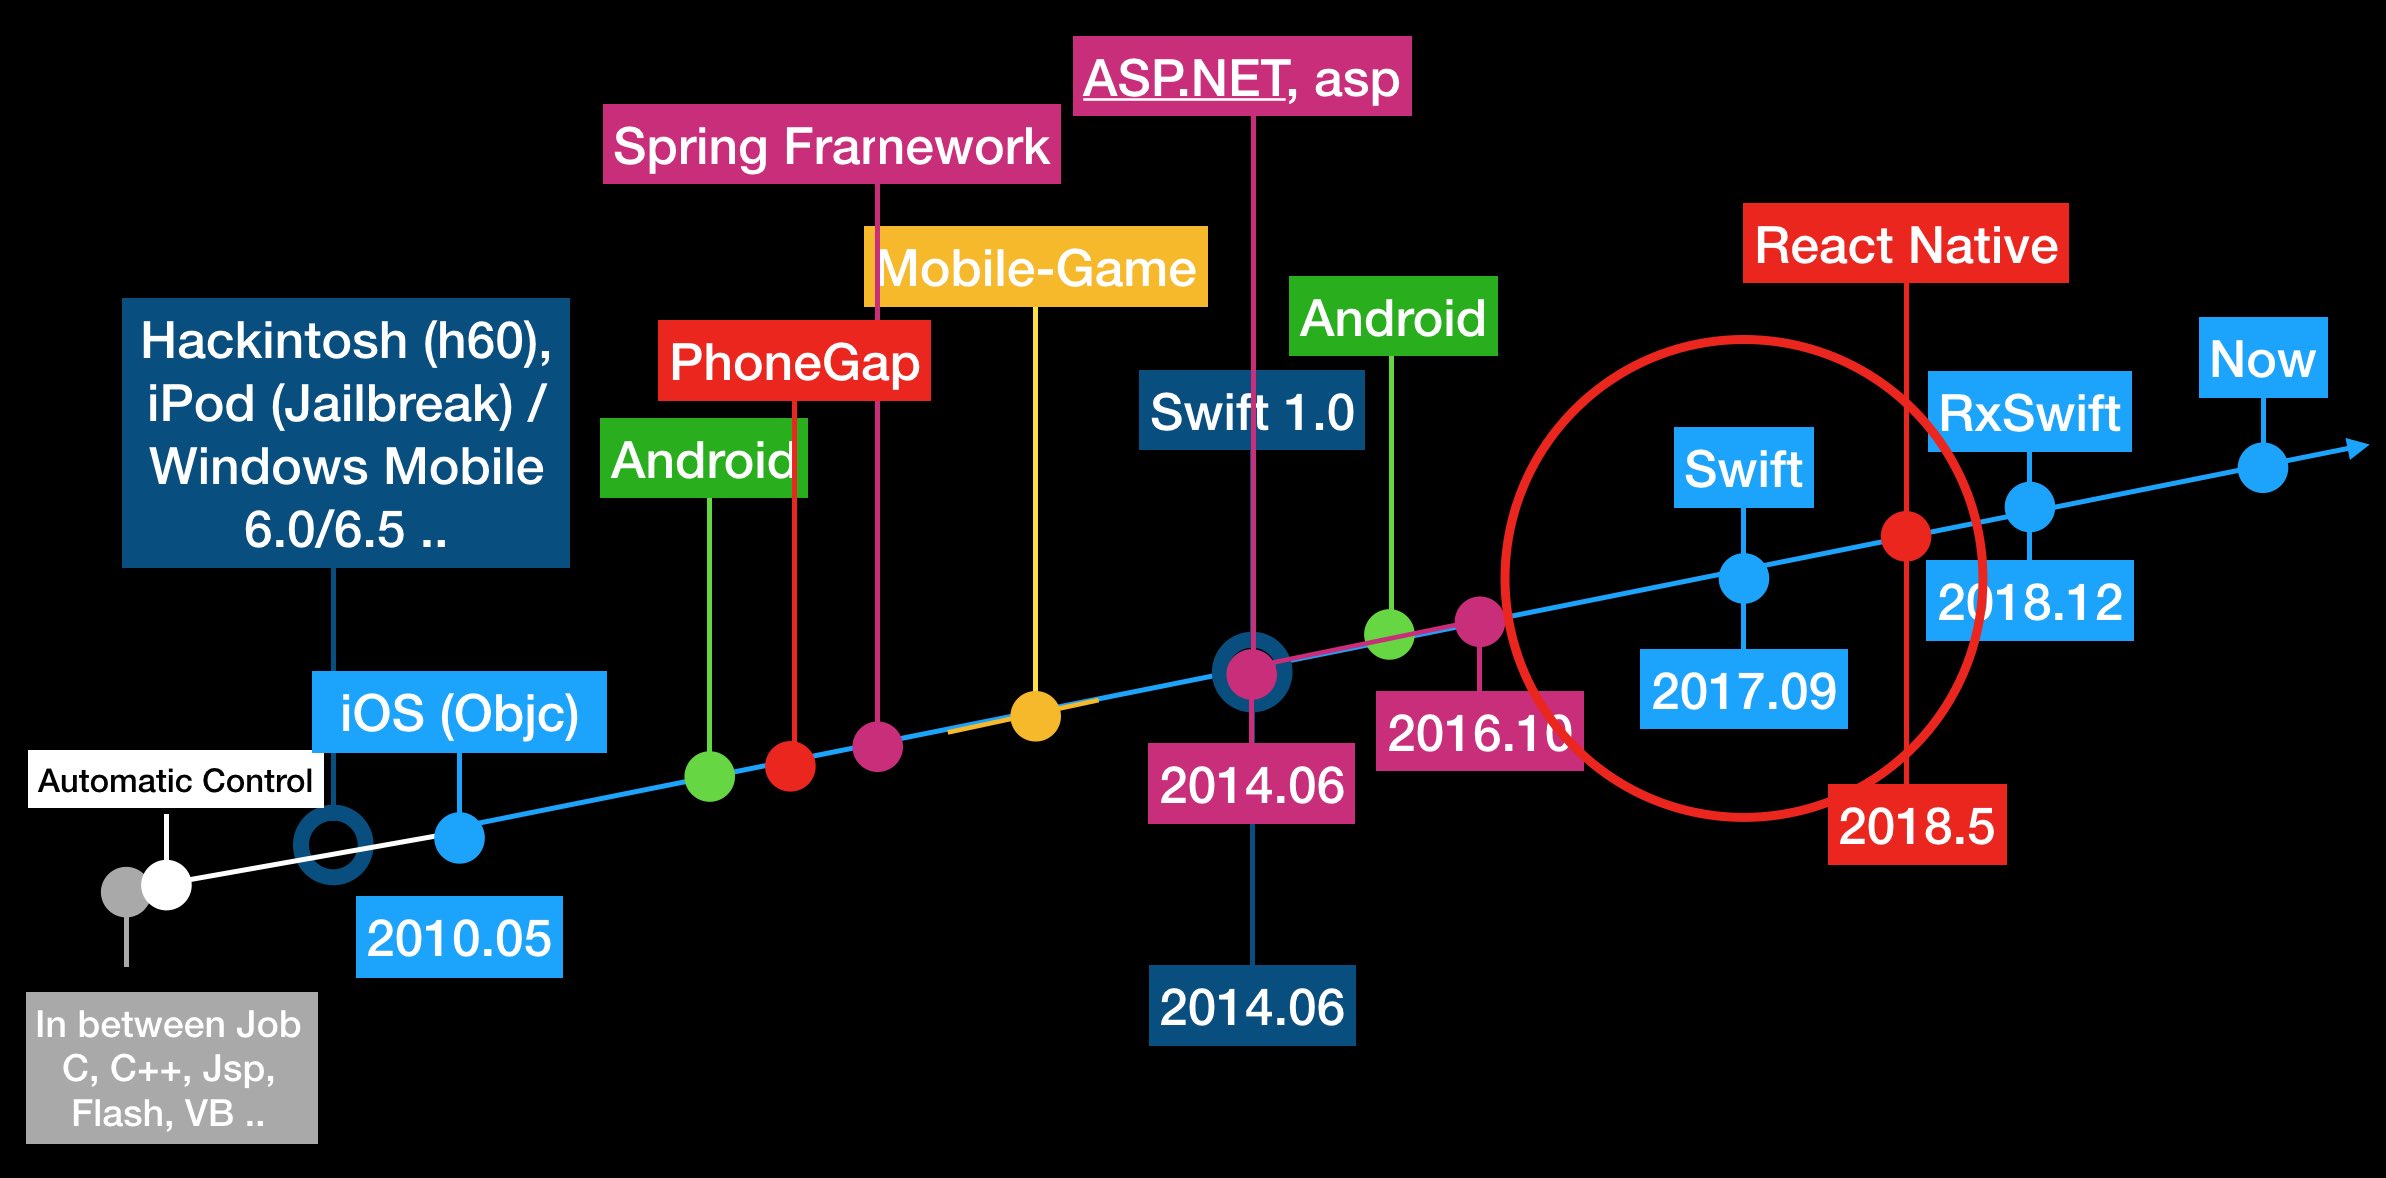 ASP.NET, asp
Spring Framework
Mobile-Game
React Native
Android
Hackintosh (h60),
iPod (Jailbreak) /
Windows Mobile
6.0/6.5 ..
PhoneGap
Now
Swift 1.0
RxSwift
Android
Swift
2018.12
iOS (Objc)
2017.09
2016.10
Automatic Control
2014.06
2018.5
2010.05
2014.06
In between Job
C, C++, Jsp,
Flash, VB ..